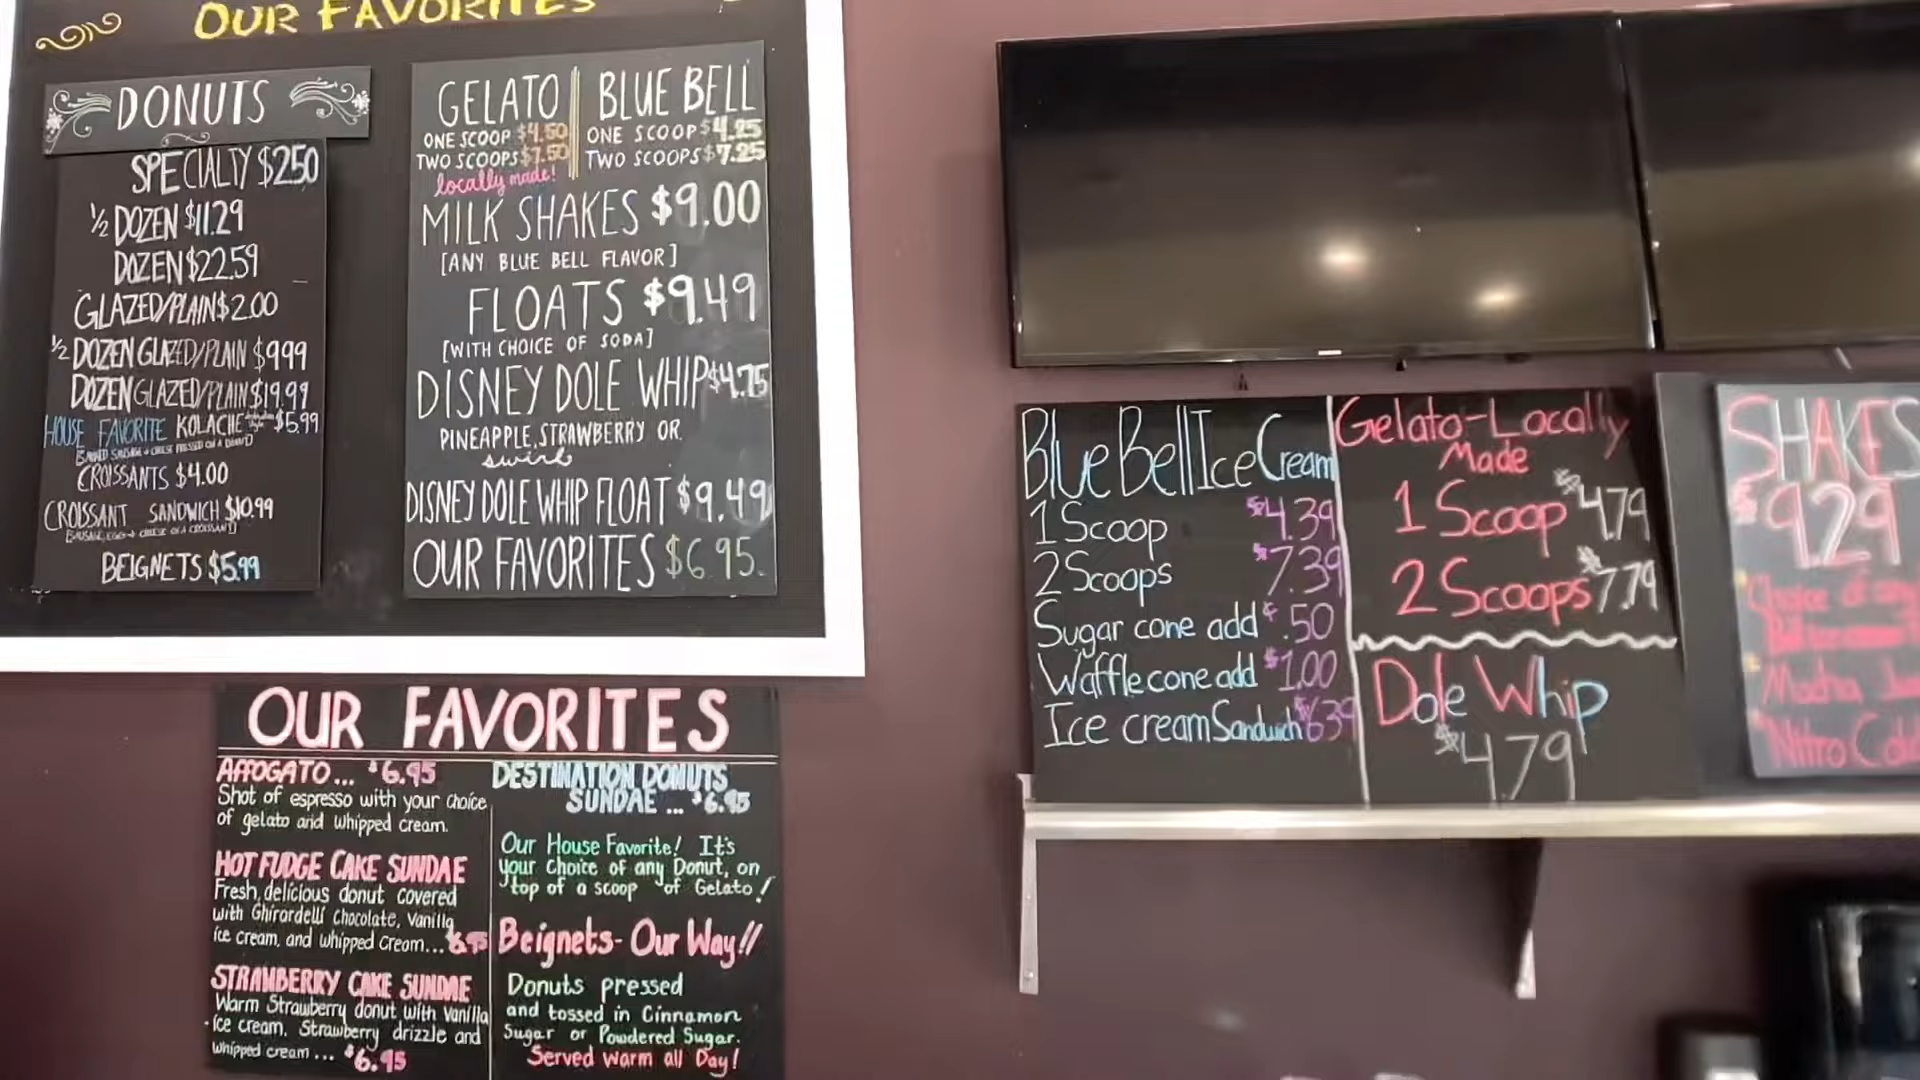 OUR FAVORITES
DONUTS
SPECIALTY $2.50
1/2 DOZEN $11.29
DOZEN $22.59
GLAZED/PLAIN $2.00
1/2 DOZEN GLAZED/PLAIN $9.99
DOZEN GLAZED/PLAIN $19.99
HOUSE FAVORITE KOLACHE $5.99
CROISSANTS $4.00
CROISSANT SANDWICH $10.99
[SAUSAGE, EGG + CHEESE ON A CROISSANT]
BEIGNETS $5.99
GELATO
ONE SCOOP $4.50
TWO SCOOPS $7.50
locally made!
BLUE BELL
ONE SCOOP $4.25
TWO SCOOPS $7.25
MILK SHAKES $9.00
[ANY BLUE BELL FLAVOR]
FLOATS $9.49
[WITH CHOICE OF SODA]
DISNEY DOLE WHIP $4.75
PINEAPPLE, STRAWBERRY OR
swirl
DISNEY DOLE WHIP FLOAT $9.49
OUR FAVORITES $6.95
OUR FAVORITES
AFFOGATO... $6.95
Shot of espresso with your choice
of gelato and whipped cream.
HOT FUDGE CAKE SUNDAE
Fresh, delicious donut covered
with Ghirardelli chocolate, Vanilla
ice cream, and whipped cream... 6.95
STRAWBERRY CAKE SUNDAE
Warm Strawberry donut with Vanilla
ice cream, Strawberry drizzle and
whipped cream... $6.95
DESTINATION DONUTS
SUNDAE... $6.95
Our House Favorite! It's
your choice of any Donut, on
top of a scoop of Gelato!
Beignets- Our Way!!
Donuts pressed
and tossed in Cinnamon
Sugar or Powdered Sugar.
Served warm all Day!
Blue Bell Ice Cream
1 Scoop $4.39
2 Scoops $7.39
Sugar cone add ¢.50
Waffle cone add $1.00
Ice cream Sandwich $6.39
Gelato-Locally
Made
1 Scoop $4.79
2 Scoops $7.79
Dole Whip
$4.79
SHAKES
$9.29
Choice of any
Mocha
Nitro Cold